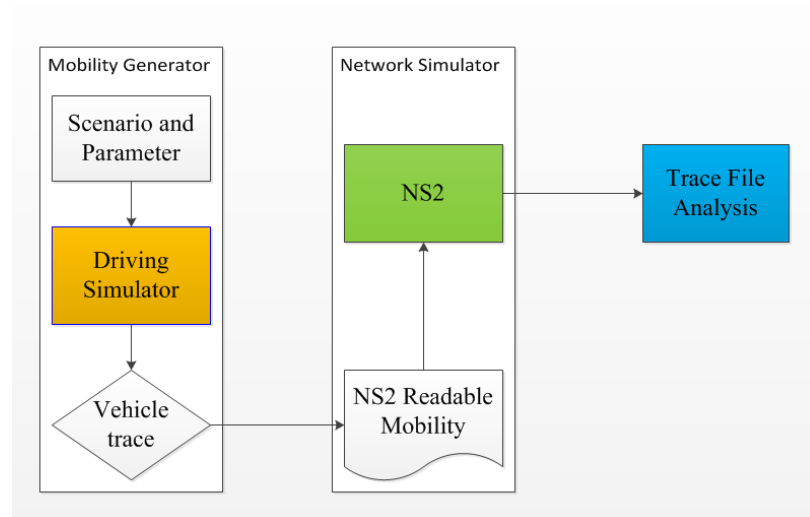 Mobility Generator
Scenario and
Parameter
Driving
Simulator
Vehicle
trace
Network Simulator
NS2
NS2 Readable
Mobility
Trace File
Analysis